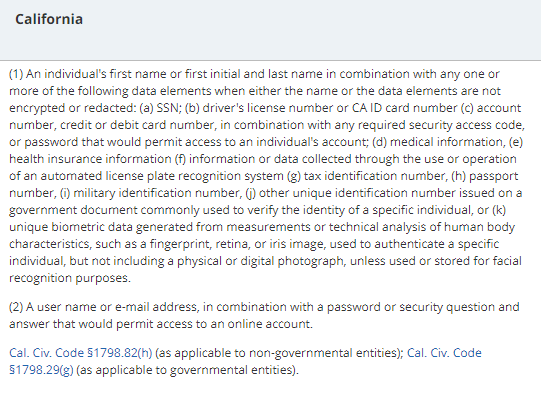 California
(1) An individual's first name or first initial and last name in combination with any one or
more of the following data elements when either the name or the data elements are not
encrypted or redacted: (a) SSN; (b) driver's license number or CA ID card number (c) account
number, credit or debit card number, in combination with any required security access code,
or password that would permit access to an individual's account; (d) medical information, (e)
health insurance information (f) information or data collected through the use or operation
of an automated license plate recognition system (g) tax identification number, (h) passport
number, (i) military identification number, (j) other unique identification number issued on a
government document commonly used to verify the identity of a specific individual, or (k)
unique biometric data generated from measurements or technical analysis of human body
characteristics, such as a fingerprint, retina, or iris image, used to authenticate a specific
individual, but not including a physical or digital photograph, unless used or stored for facial
recognition purposes.
(2) A user name or e-mail address, in combination with a password or security question and
answer that would permit access to an online account.
Cal. Civ. Code §1798.82(h) (as applicable to non-governmental entities); Cal. Civ. Code
§1798.29(g) (as applicable to governmental entities).